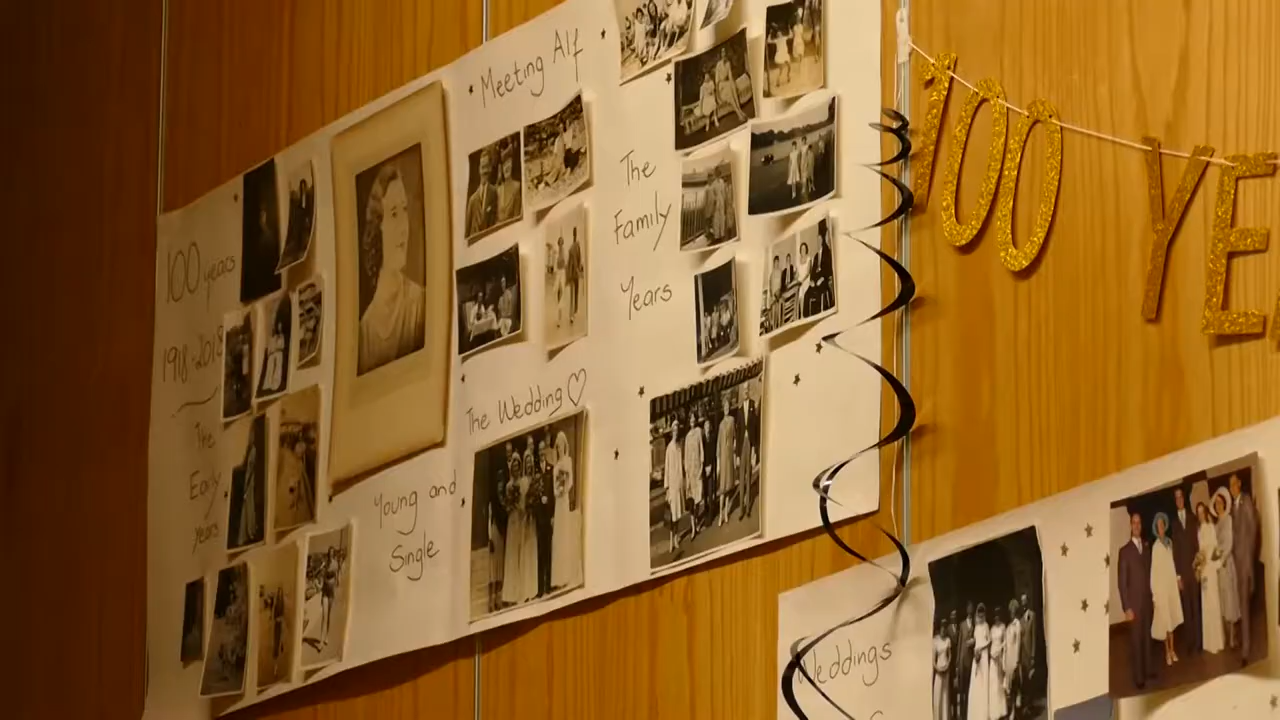 100 years
1918-2018
The
Early
years
Young and
Single
Meeting Alf
The Wedding♡
The
Family
Years
100 YE
Weddings